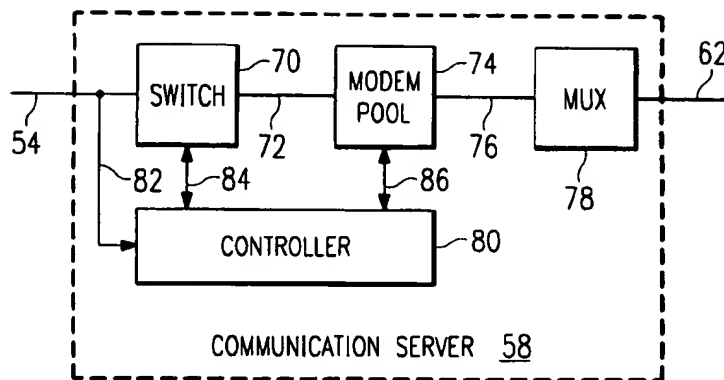 70
74
62
SWITCH
MODEM
POOL
MUX
54
72
76
82
84
86
78
CONTROLLER
80
COMMUNICATION SERVER 58